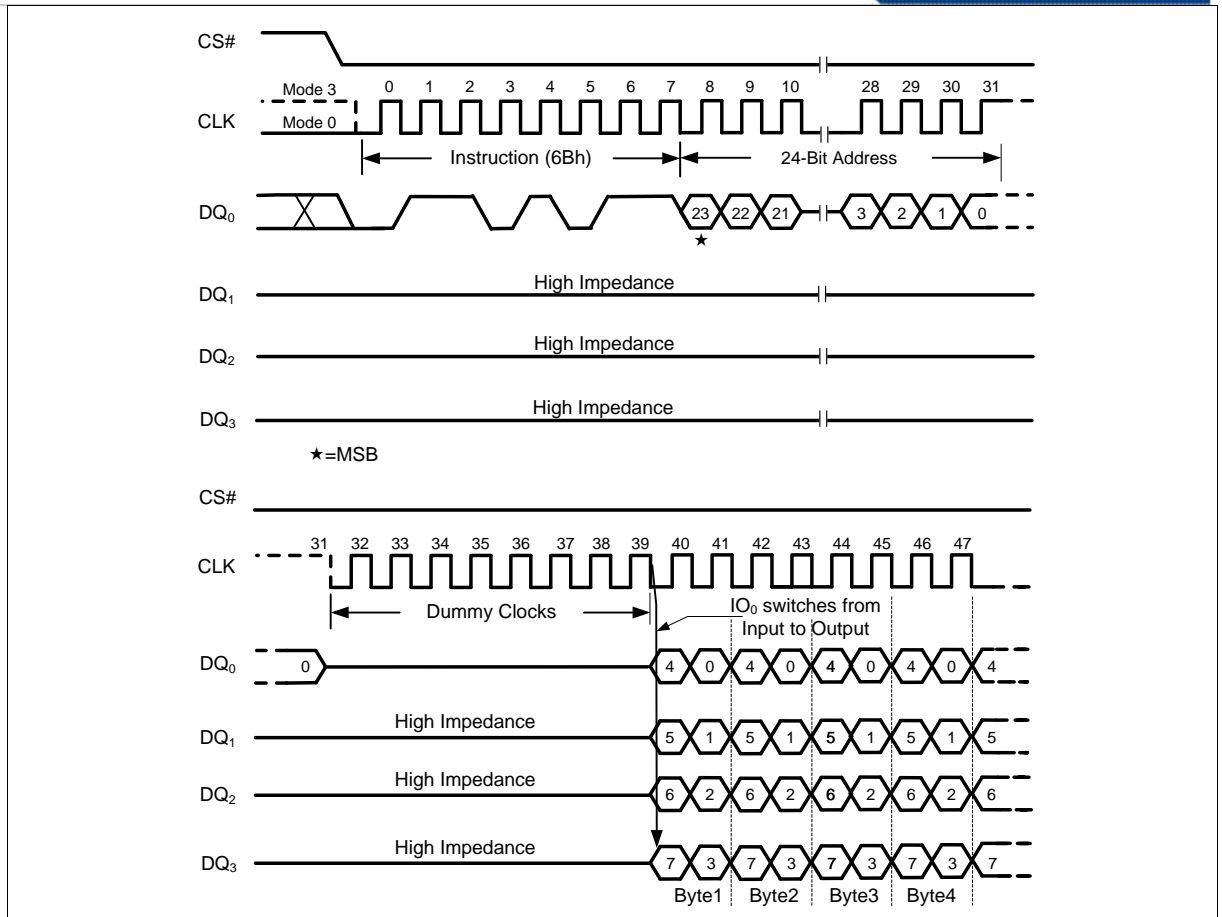 CS#
Mode 3
0 1 2 3 4 5 6 7 8 9 10 28 29 30 31
CLK
Mode 0
Instruction (6Bh)
24-Bit Address
DQ0
23 22 21 3 2 1 0
★
High Impedance
DQ1
High Impedance
DQ2
High Impedance
DQ3
★=MSB
CS#
31 32 33 34 35 36 37 38 39 40 41 42 43 44 45 46 47
CLK
Dummy Clocks
IO0 switches from
Input to Output
DQ0
0 4 0 4 0 4 0 4 0 4
High Impedance
DQ1
5 1 5 1 5 1 5 1 5
High Impedance
DQ2
6 2 6 2 6 2 6 2 6
High Impedance
DQ3
7 3 7 3 7 3 7 3 7
Byte1 Byte2 Byte3 Byte4